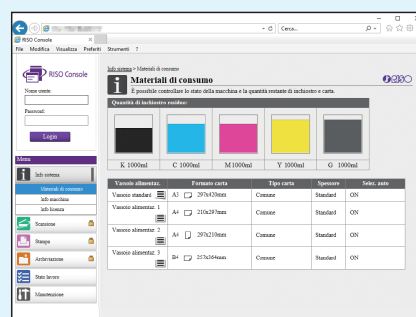 Cerca...
RISO Console
File Modifica Visualizza Preferiti Strumenti ?
RISO Console
Nome utente:
Password:
Login
Menu
Info sistema
Materiali di consumo
Info macchina
Info licenza
Scansione
Stampa
Archiviazione
Stato lavoro
Manutenzione
Info sistema > Materiali di consumo
Materiali di consumo
È possibile controllare lo stato della macchina e la quantità restante di inchiostro e carta.
RISO
Quantità di inchiostro residuo:
K 1000ml C 1000ml M1000ml Y 1000ml G 1000ml
Vassoio alimentaz. Formato carta Tipo carta Spessore Selez. auto
Vassoio standard A3 297x420mm Comune Standard ON
Vassoio alimentaz. 1 A4 210x297mm Comune Standard ON
Vassoio alimentaz. 2 A4 297x210mm Comune Standard ON
Vassoio alimentaz. 3 B4 257x364mm Comune Standard ON